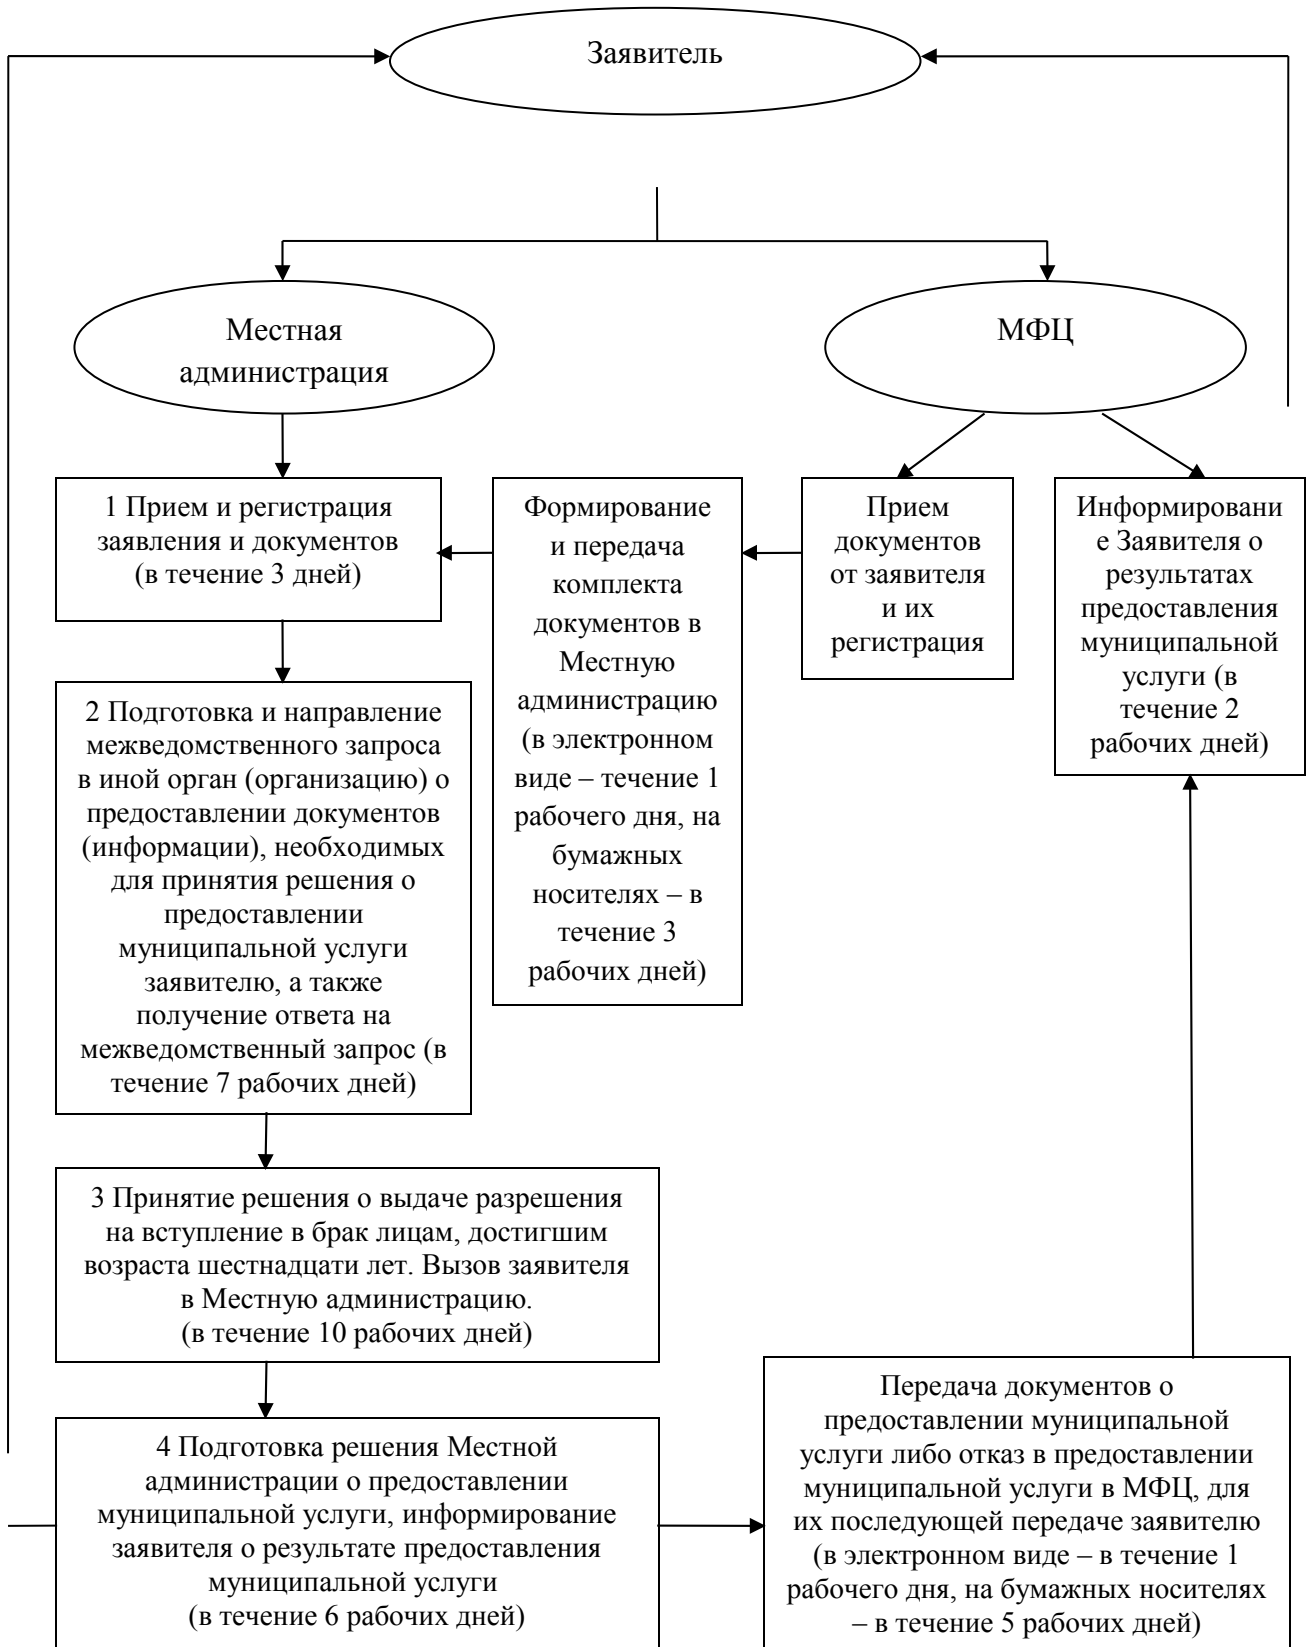 Заявитель
Местная
администрация
МФЦ
1 Прием и регистрация
заявления и документов
(в течение 3 дней)
Формирование
и передача
комплекта
документов в
Местную
администрацию
(в электронном
виде – течение 1
рабочего дня, на
бумажных
носителях – в
течение 3
рабочих дней)
Прием
документов
от заявителя
и их
регистрация
Информировани
е Заявителя о
результатах
предоставления
муниципальной
услуги (в
течение 2
рабочих дней)
2 Подготовка и направление
межведомственного запроса
в иной орган (организацию) о
предоставлении документов
(информации), необходимых
для принятия решения о
предоставлении
муниципальной услуги
заявителю, а также
получение ответа на
межведомственный запрос (в
течение 7 рабочих дней)
3 Принятие решения о выдаче разрешения
на вступление в брак лицам, достигшим
возраста шестнадцати лет. Вызов заявителя
в Местную администрацию.
(в течение 10 рабочих дней)
4 Подготовка решения Местной
администрации о предоставлении
муниципальной услуги, информирование
заявителя о результате предоставления
муниципальной услуги
(в течение 6 рабочих дней)
Передача документов о
предоставлении муниципальной
услуги либо отказ в предоставлении
муниципальной услуги в МФЦ, для
их последующей передаче заявителю
(в электронном виде – в течение 1
рабочего дня, на бумажных носителях
– в течение 5 рабочих дней)